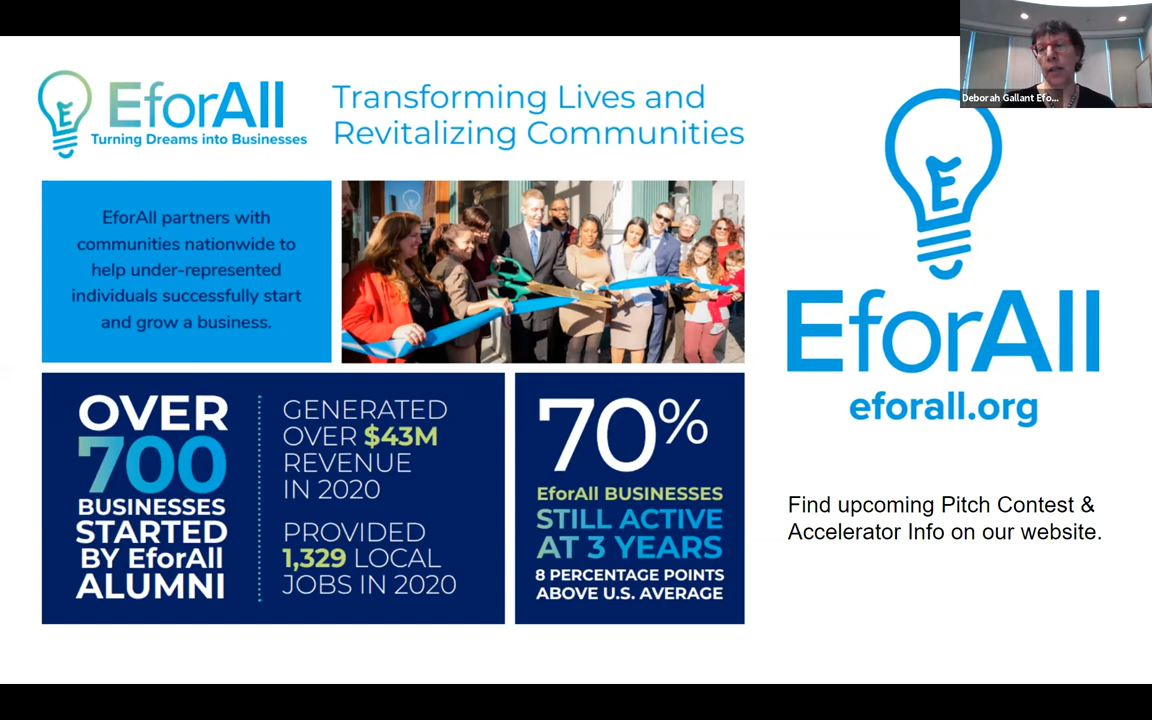 Deborah Gallant Efo...
EforAll
Turning Dreams into Businesses
Transforming Lives and
Revitalizing Communities
EforAll partners with
communities nationwide to
help under-represented
individuals successfully start
and grow a business.
OVER
700
BUSINESSES
STARTED
BY EforAll
ALUMNI
GENERATED
OVER $43M
REVENUE
IN 2020
PROVIDED
1,329 LOCAL
JOBS IN 2020
70%
EforAll BUSINESSES
STILL ACTIVE
AT 3 YEARS
8 PERCENTAGE POINTS
ABOVE U.S. AVERAGE
E
EforAll
eforall.org
Find upcoming Pitch Contest &
Accelerator Info on our website.